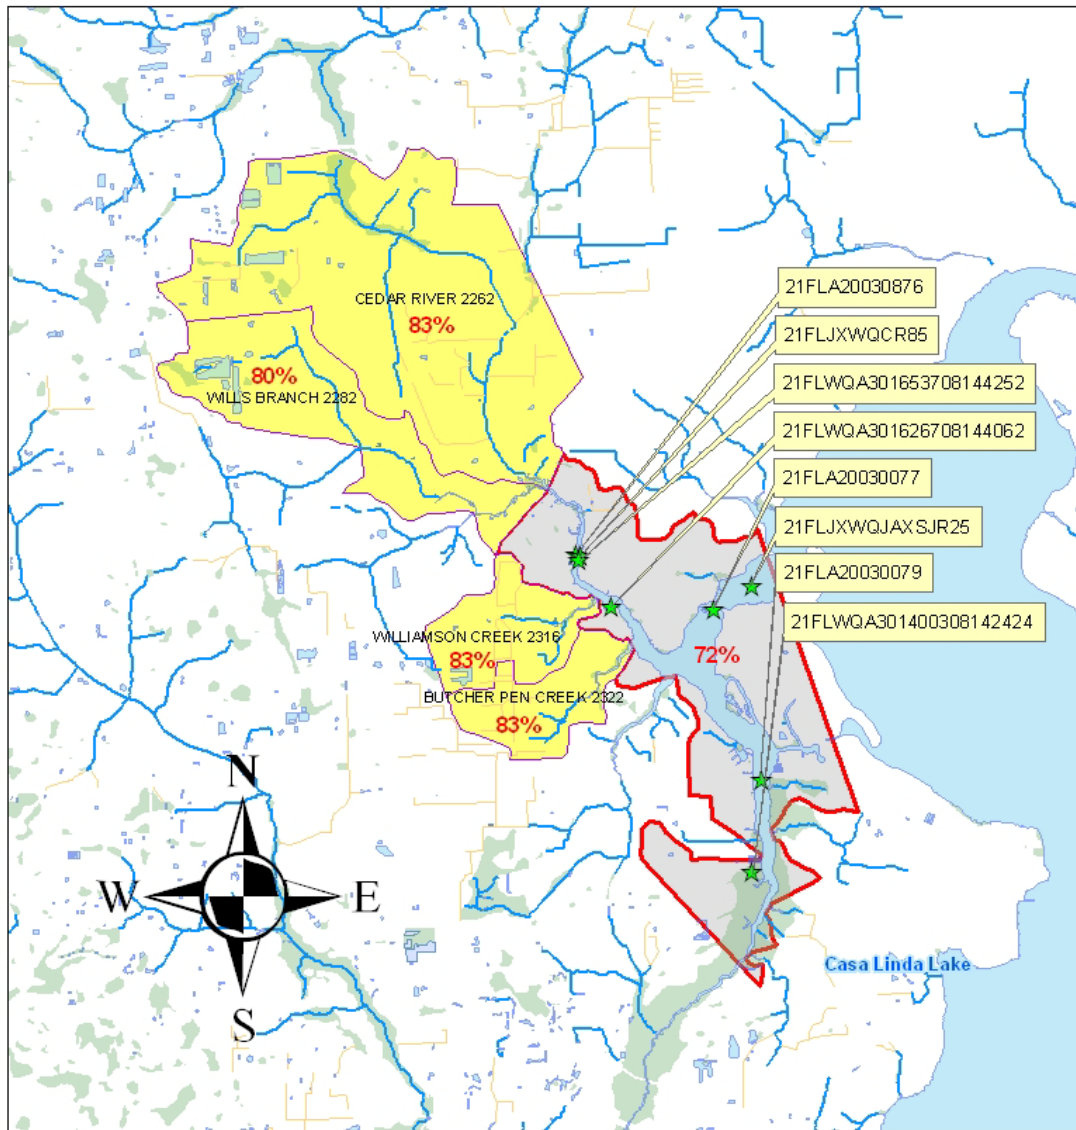 21FLA20030876
CEDAR RIVER 2262
83%
21FLJXWQCR85
80%
WILLS BRANCH 2282
21FLWQA301653708144252
21FLWQA301626708144062
21FLA20030077
21FLJXWQJAXSJR25
21FLA20030079
21FLWQA301400308142424
WILLIAMSON CREEK 2316
83%
72%
BUTCHER PEN CREEK 2322
83%
N
W
E
S
Casa Linda Lake